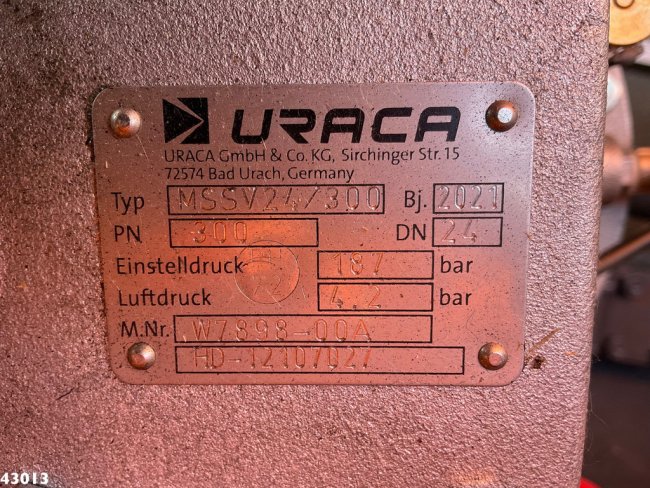 URACA
URACA GmbH & Co. KG, Sirchinger Str. 15
72574 Bad Urach, Germany
Typ MSSV24/300 Bj. 2021
PN 300 DN 24
Einstelldruck 187 bar
Luftdruck 4.2 bar
M.Nr. W7898-00A
HD-12107027
43013